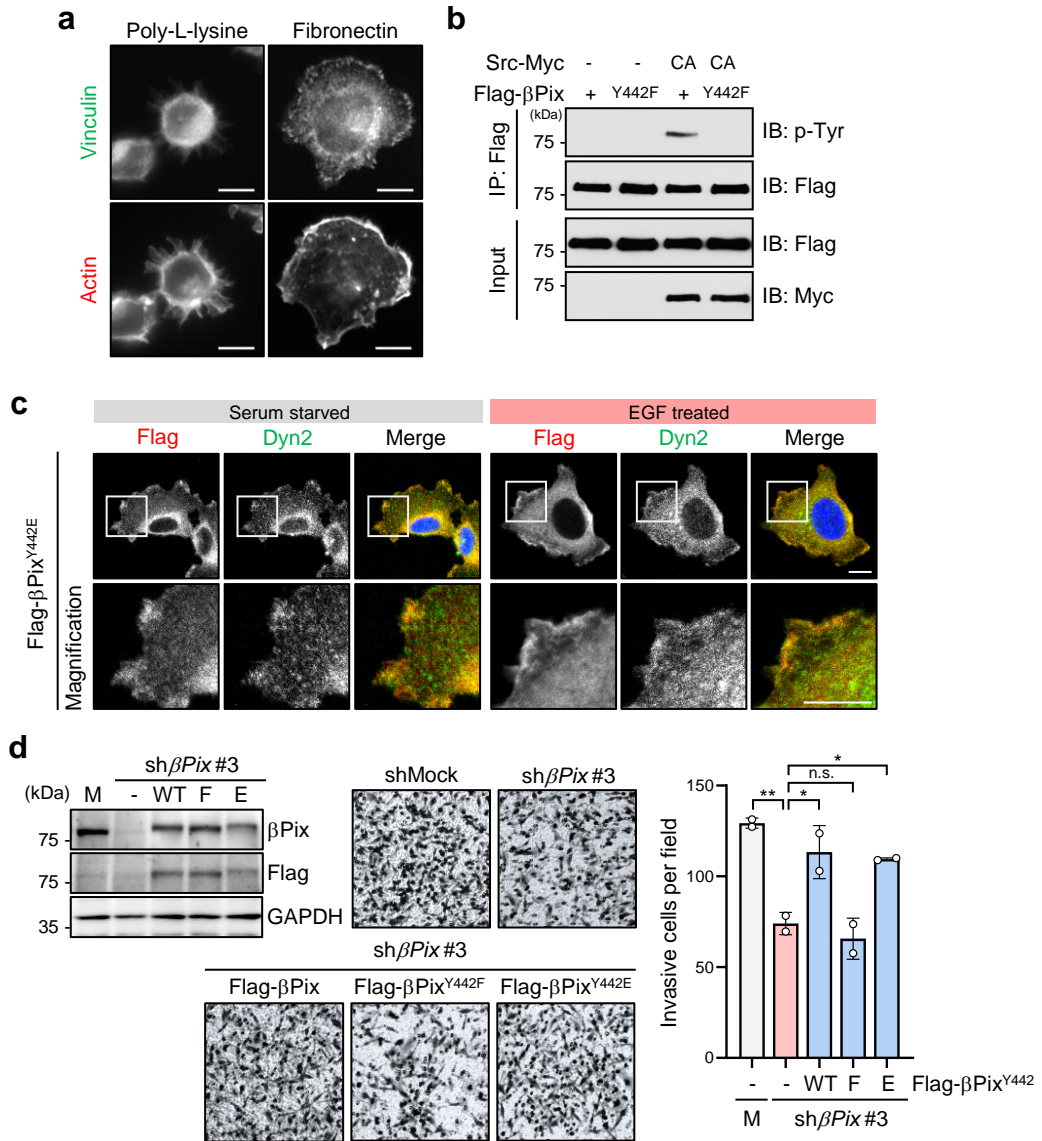 a
Poly-L-lysine Fibronectin
Vinculin
Actin
b
Src-Myc - - CA CA
Flag-βPix + Y442F + Y442F
(kDa)
IP: Flag
75 - IB: p-Tyr
75 - IB: Flag
Input
75 - IB: Flag
75 - IB: Myc
c
Serum starved EGF treated
Flag Dyn2 Merge Flag Dyn2 Merge
Flag-βPixY442E
Magnification
d
shβPix #3
(kDa) M - WT F E
75 - βPix
75 - Flag
35 - GAPDH
shMock shβPix #3
shβPix #3
Flag-βPix Flag-βPixY442F Flag-βPixY442E
*
n.s.
** *
150
100
50
0
Invasive cells per field
- - WT F E Flag-βPixY442
M shβPix #3